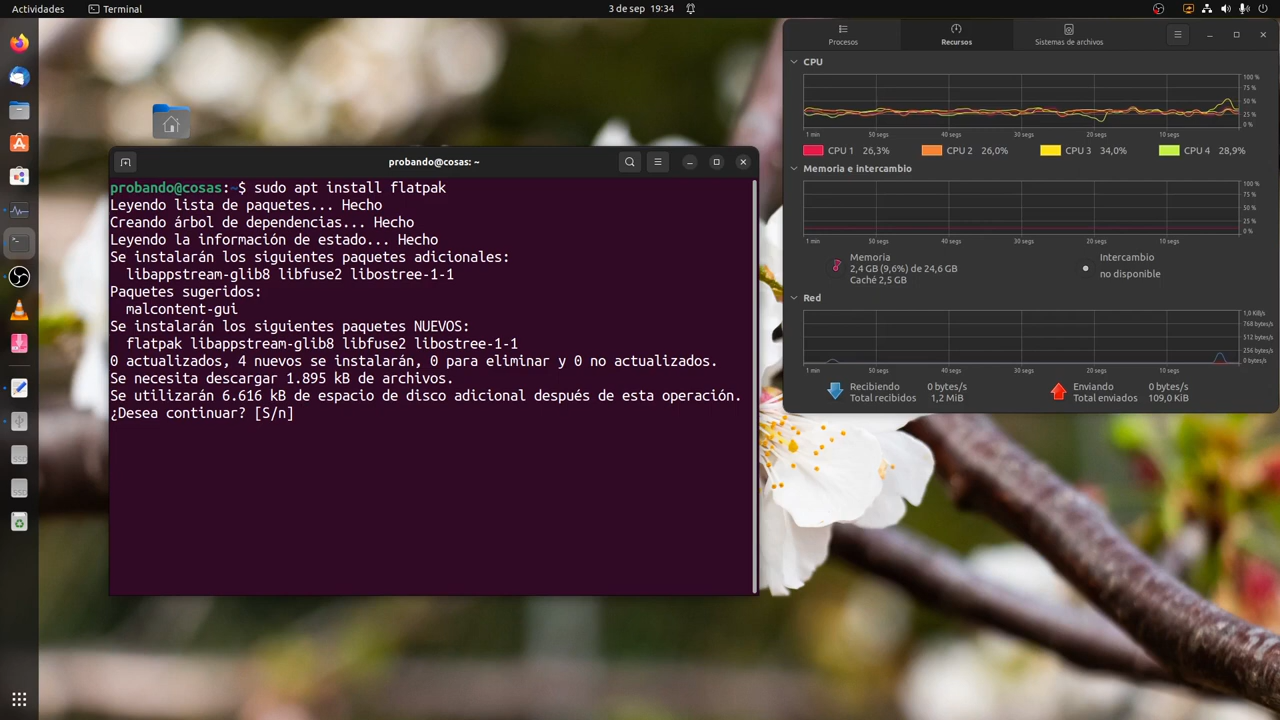 Actividades
Terminal
3 de sep 19:34
probando@cosas: ~
probando@cosas:~$ sudo apt install flatpak
Leyendo lista de paquetes... Hecho
Creando árbol de dependencias... Hecho
Leyendo la información de estado... Hecho
Se instalarán los siguientes paquetes adicionales:
libappstream-glib8 libfuse2 libostree-1-1
Paquetes sugeridos:
malcontent-gui
Se instalarán los siguientes paquetes NUEVOS:
flatpak libappstream-glib8 libfuse2 libostree-1-1
0 actualizados, 4 nuevos se instalarán, 0 para eliminar y 0 no actualizados.
Se necesita descargar 1.895 kB de archivos.
Se utilizarán 6.616 kB de espacio de disco adicional después de esta operación.
¿Desea continuar? [S/n]
Procesos
Recursos
Sistemas de archivos
CPU
100 %
75 %
50 %
25 %
0 %
1 min 50 segs 40 segs 30 segs 20 segs 10 segs
CPU 1 26,3% CPU 2 26,0% CPU 3 34,0% CPU 4 28,9%
Memoria e intercambio
100 %
75 %
50 %
25 %
0 %
1 min 50 segs 40 segs 30 segs 20 segs 10 segs
Memoria
2,4 GB (9,6%) de 24,6 GB
Caché 2,5 GB
Intercambio
no disponible
Red
1,0 KiB/s
768 bytes/s
512 bytes/s
256 bytes/s
0 bytes/s
1 min 50 segs 40 segs 30 segs 20 segs 10 segs
Recibiendo 0 bytes/s
Total recibidos 1,2 MiB
Enviando 0 bytes/s
Total enviados 109,0 KiB
SSD
SSD